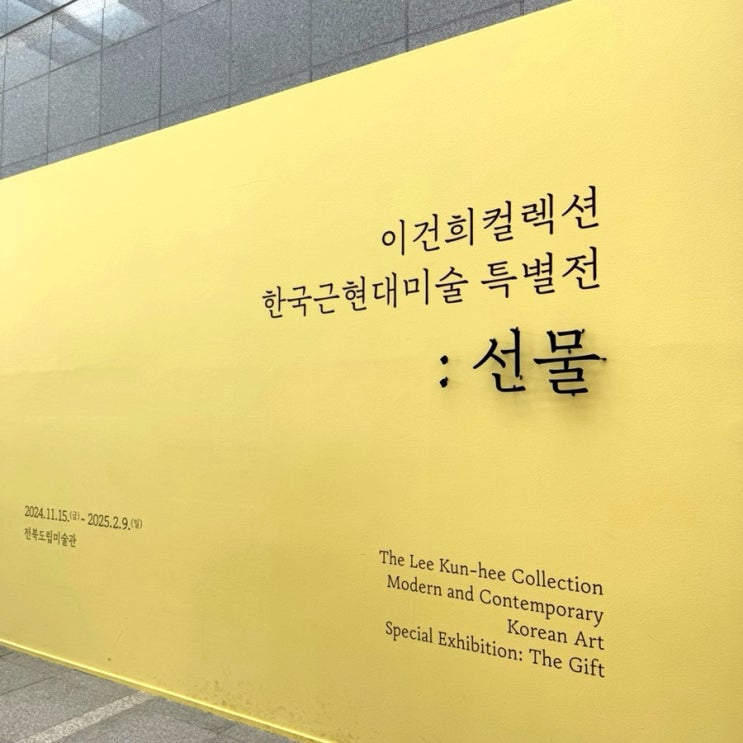 이건희컬렉션
한국근현대미술 특별전
: 선물
2024.11.15.(금)~2025.2.9.(일)
전북도립미술관
The Lee Kun-hee Collection
Modern and Contemporary
Korean Art
Special Exhibition: The Gift